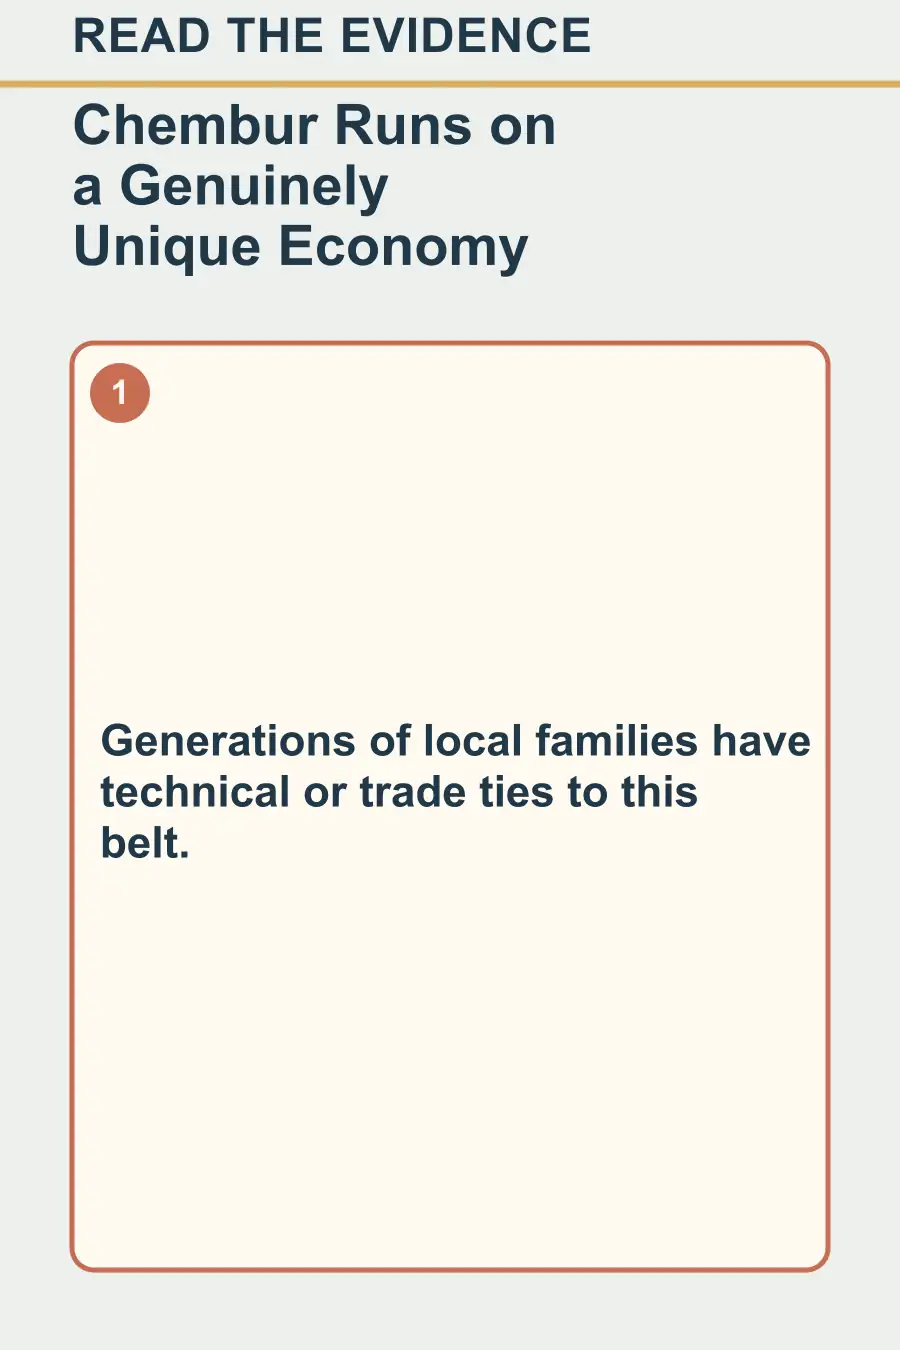 READ THE EVIDENCE
Chembur Runs on
a Genuinely
Unique Economy
1
Generations of local families have
technical or trade ties to this
belt.